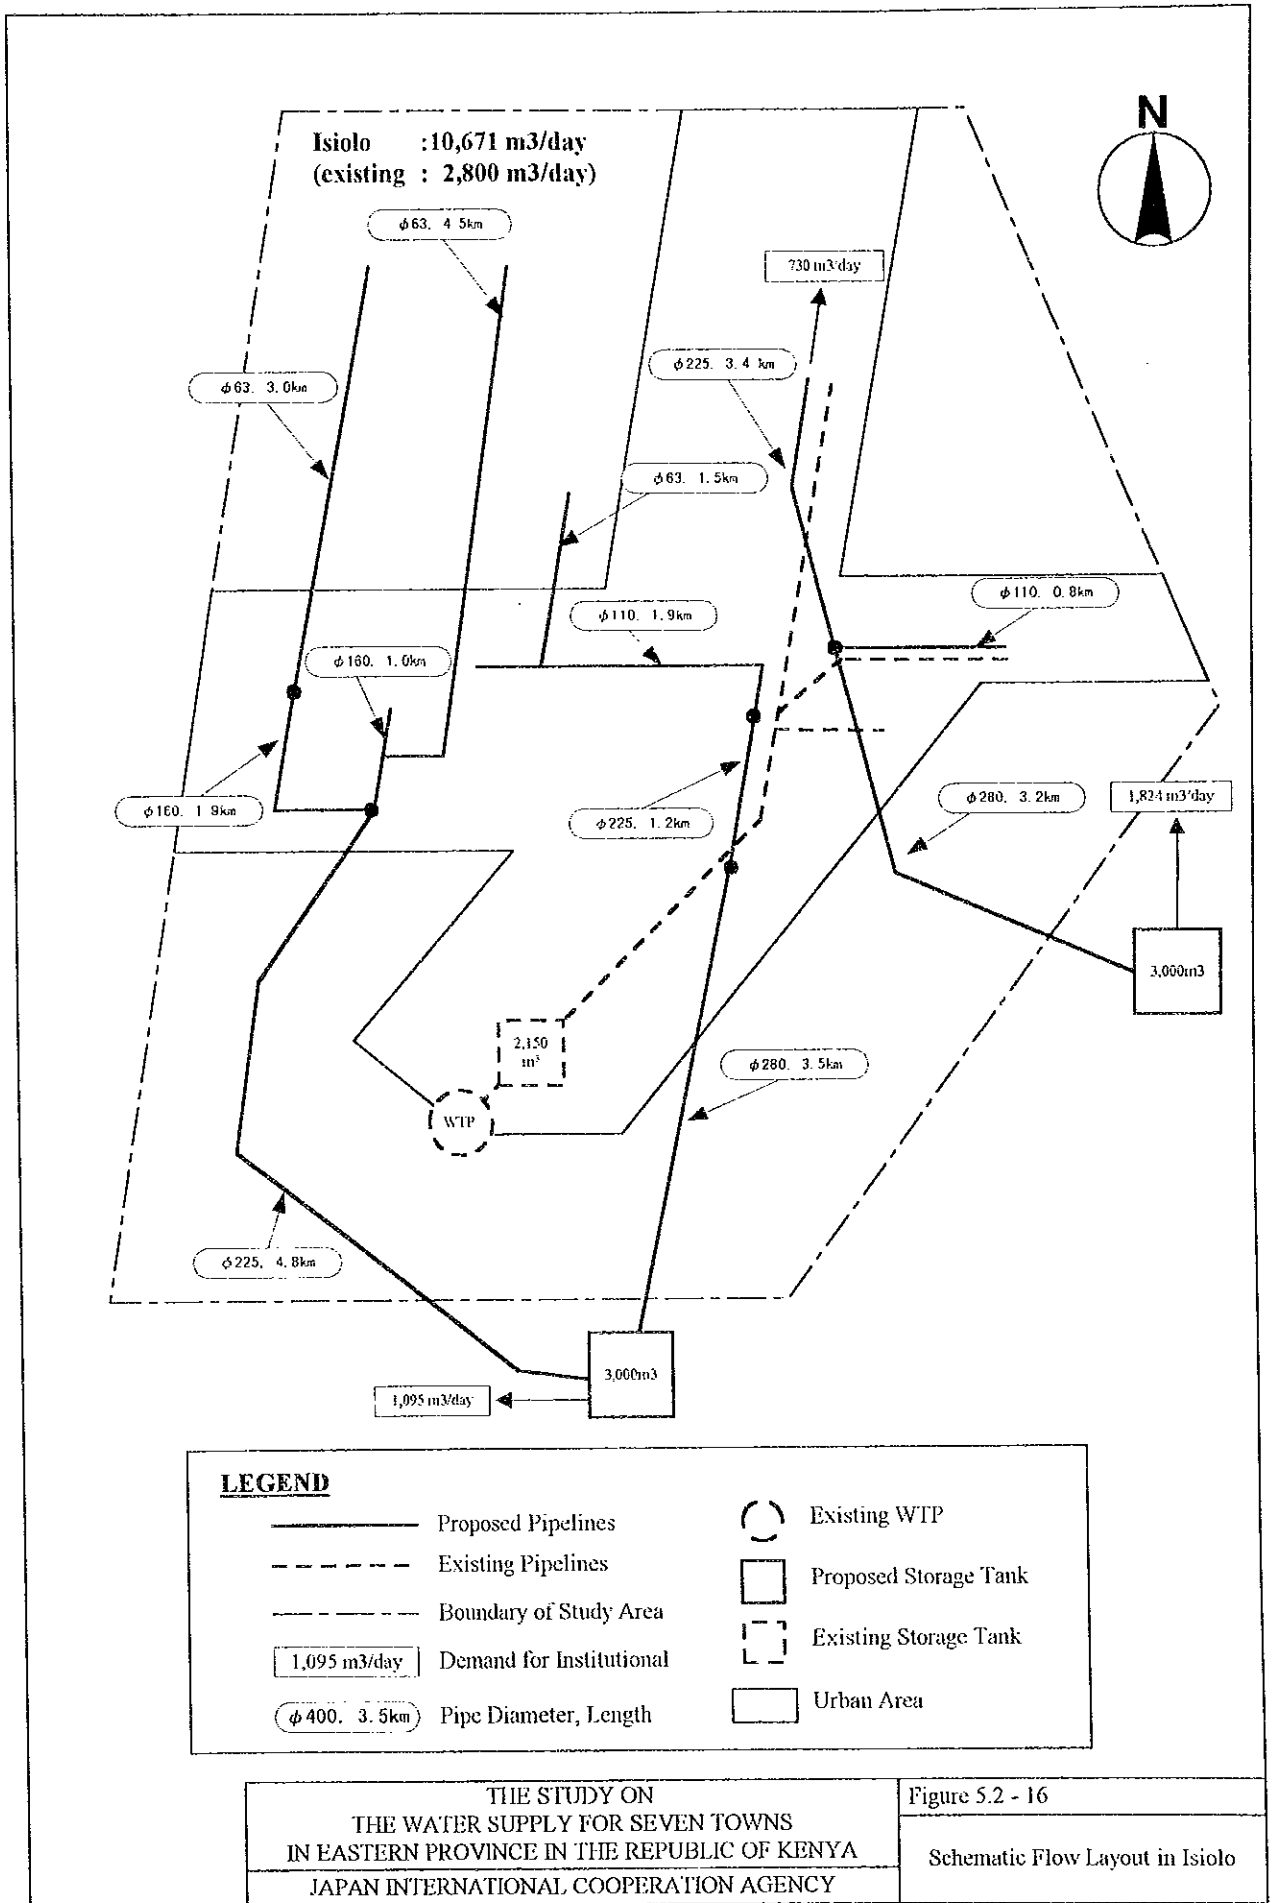 N
Isiolo :10,671 m3/day
(existing : 2,800 m3/day)
φ63. 4.5km
730 m3/day
φ225. 3.4 km
φ63. 3.0km
φ63. 1.5km
φ110. 0.8km
φ110. 1.9km
φ160. 1.0km
φ160. 1.9km
φ225. 1.2km
φ280. 3.2km
1,824 m3/day
3,000m3
2,150
m³
φ280. 3.5km
WTP
φ225. 4.8km
3,000m3
1,095 m3/day
LEGEND
Proposed Pipelines
Existing Pipelines
Boundary of Study Area
1,095 m3/day Demand for Institutional
φ400. 3.5km Pipe Diameter, Length
Existing WTP
Proposed Storage Tank
Existing Storage Tank
Urban Area
THE STUDY ON
THE WATER SUPPLY FOR SEVEN TOWNS
IN EASTERN PROVINCE IN THE REPUBLIC OF KENYA
JAPAN INTERNATIONAL COOPERATION AGENCY
Figure 5.2 - 16
Schematic Flow Layout in Isiolo